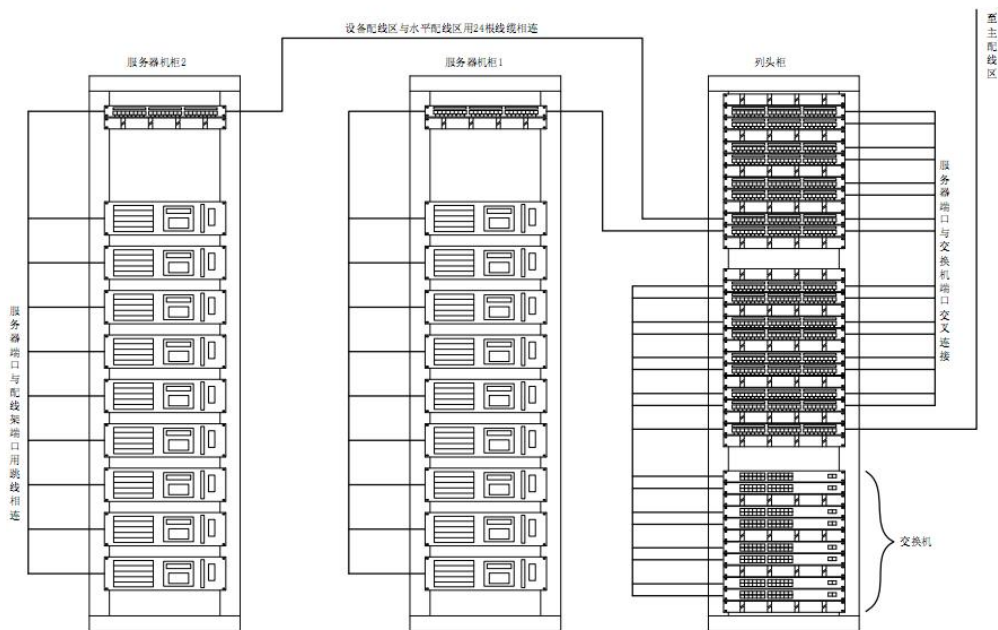 设备配线区与水平配线区用24根线缆相连
至主配线区
服务器机柜2
服务器机柜1
列头柜
服务器端口与交换机端口交叉连接
服务器端口与配线架端口用跳线相连
交换机